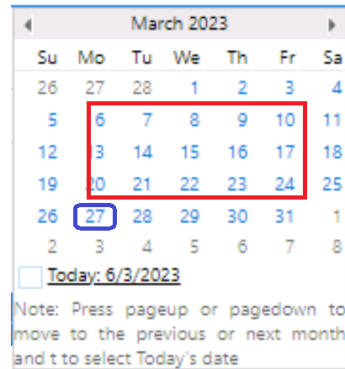 March 2023
Su Mo Tu We Th Fr Sa
26 27 28 1 2 3 4
5 6 7 8 9 10 11
12 13 14 15 16 17 18
19 20 21 22 23 24 25
26 27 28 29 30 31 1
2 3 4 5 6 7 8
Today: 6/3/2023
Note: Press pageup or pagedown to
move to the previous or next month
and t to select Today's date